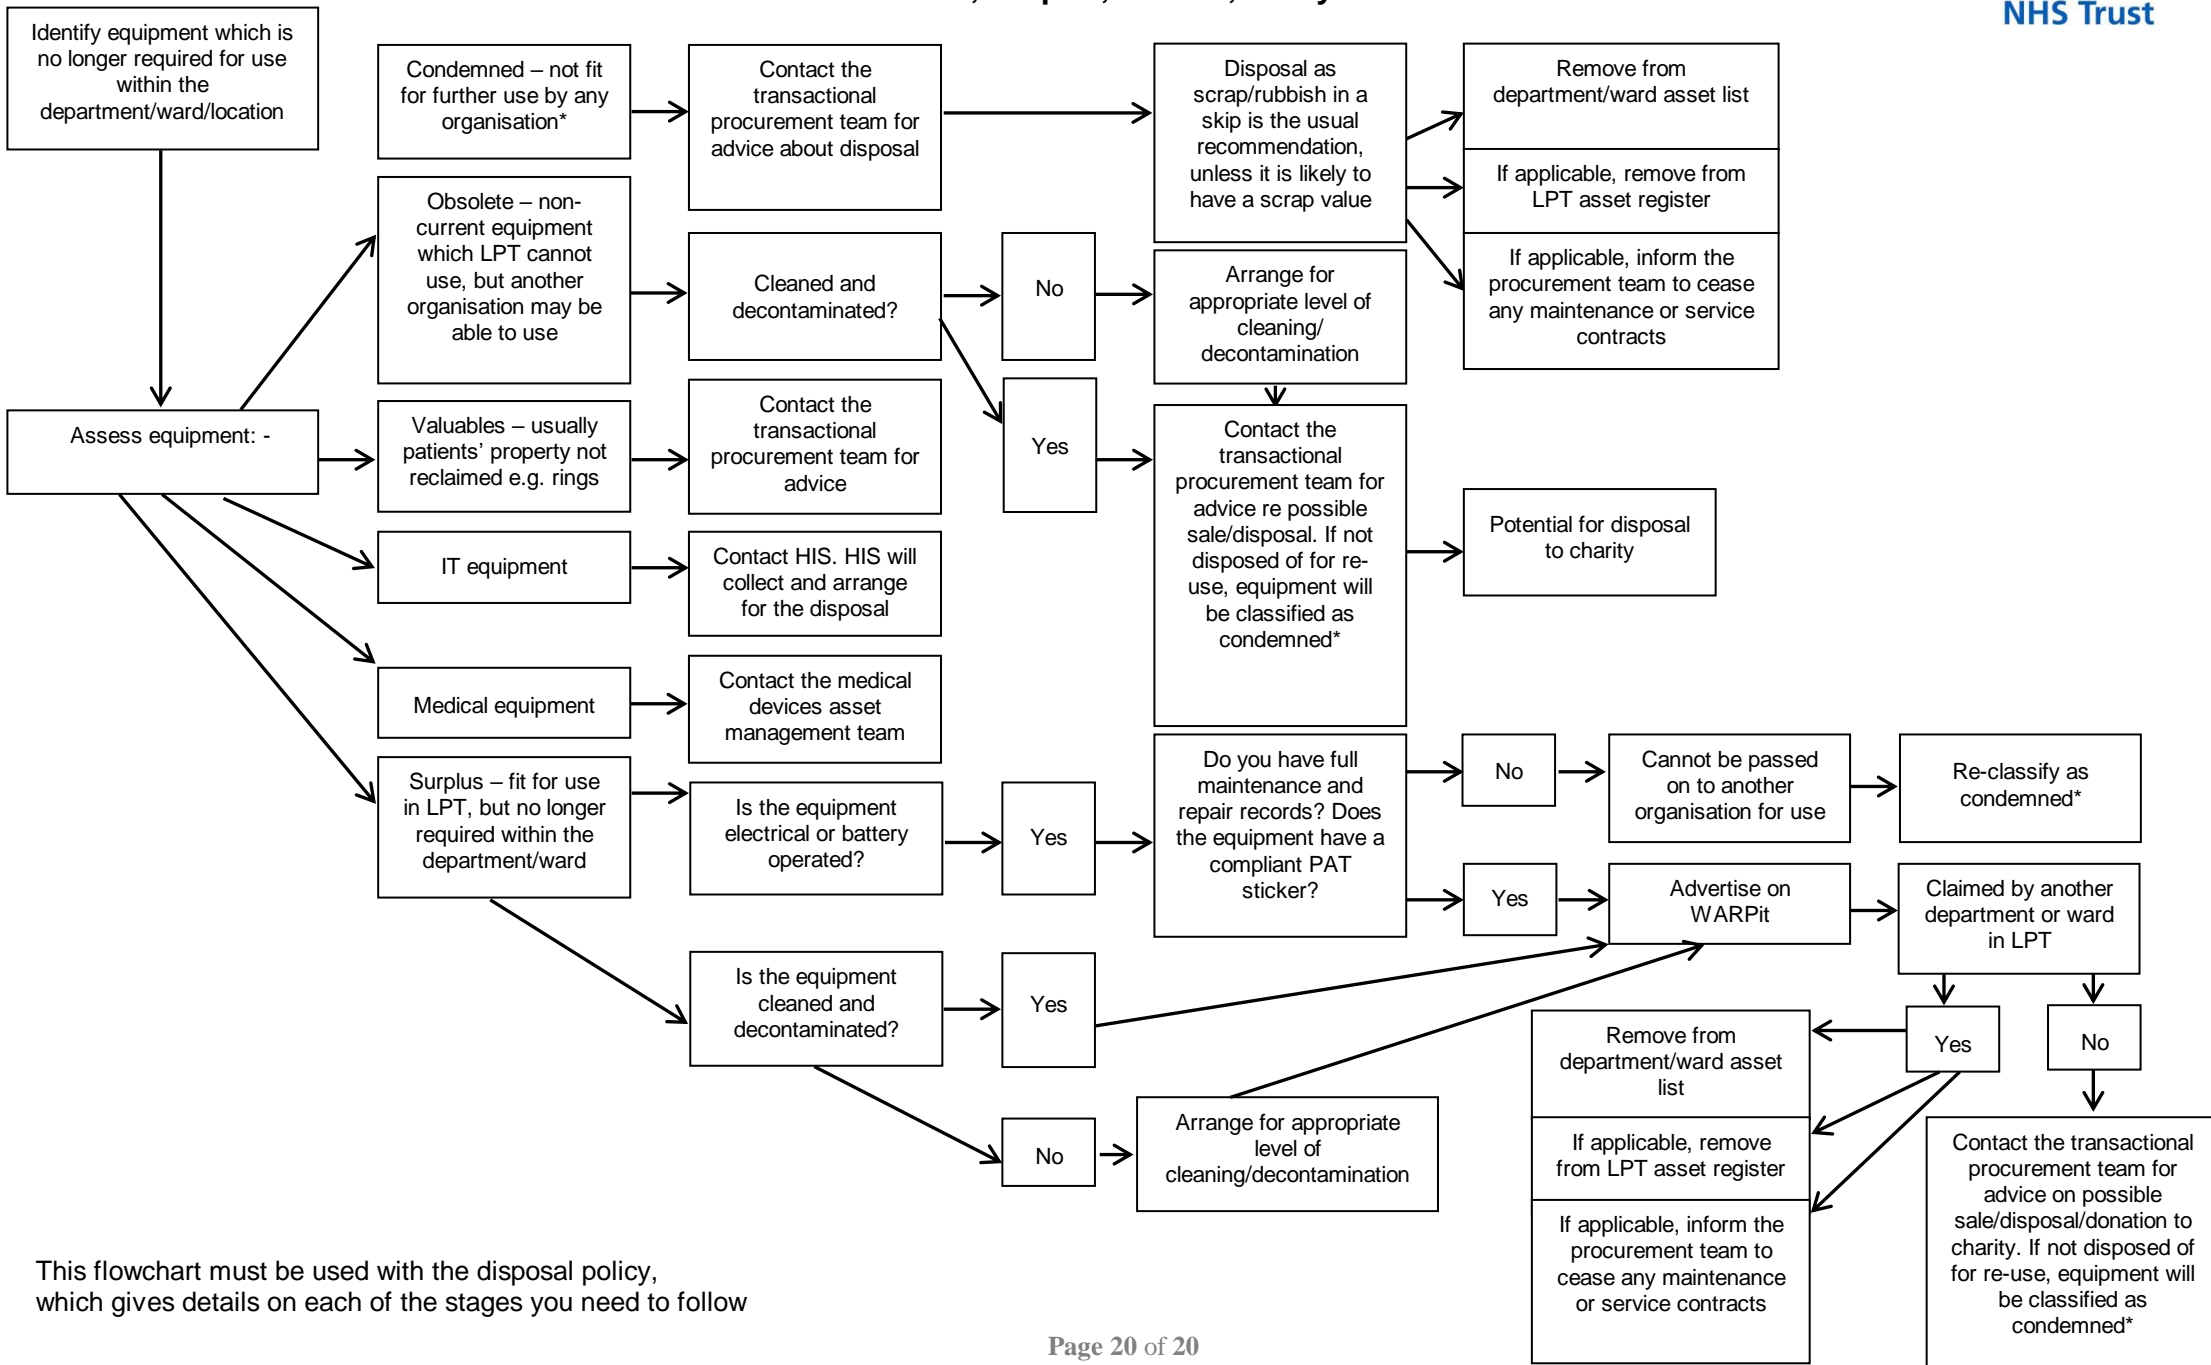 NHS Trust
Identify equipment which is
no longer required for use
within the
department/ward/location
Condemned – not fit
for further use by any
organisation*
Contact the
transactional
procurement team for
advice about disposal
Disposal as
scrap/rubbish in a
skip is the usual
recommendation,
unless it is likely to
have a scrap value
Remove from
department/ward asset list
If applicable, remove from
LPT asset register
If applicable, inform the
procurement team to cease
any maintenance or service
contracts
Obsolete – non-
current equipment
which LPT cannot
use, but another
organisation may be
able to use
Cleaned and
decontaminated?
No
Arrange for
appropriate level of
cleaning/
decontamination
Yes
Contact the
transactional
procurement team for
advice re possible
sale/disposal. If not
disposed of for re-
use, equipment will
be classified as
condemned*
Potential for disposal
to charity
Assess equipment: -
Valuables – usually
patients’ property not
reclaimed e.g. rings
Contact the
transactional
procurement team for
advice
IT equipment
Contact HIS. HIS will
collect and arrange
for the disposal
Medical equipment
Contact the medical
devices asset
management team
Surplus – fit for use
in LPT, but no longer
required within the
department/ward
Is the equipment
electrical or battery
operated?
Yes
Do you have full
maintenance and
repair records? Does
the equipment have a
compliant PAT
sticker?
No
Cannot be passed
on to another
organisation for use
Re-classify as
condemned*
Yes
Advertise on
WARPit
Claimed by another
department or ward
in LPT
Is the equipment
cleaned and
decontaminated?
Yes
No
Arrange for appropriate
level of
cleaning/decontamination
Yes
No
Remove from
department/ward asset
list
If applicable, remove
from LPT asset register
If applicable, inform the
procurement team to
cease any maintenance
or service contracts
Contact the transactional
procurement team for
advice on possible
sale/disposal/donation to
charity. If not disposed of
for re-use, equipment will
be classified as
condemned*
This flowchart must be used with the disposal policy,
which gives details on each of the stages you need to follow
Page 20 of 20